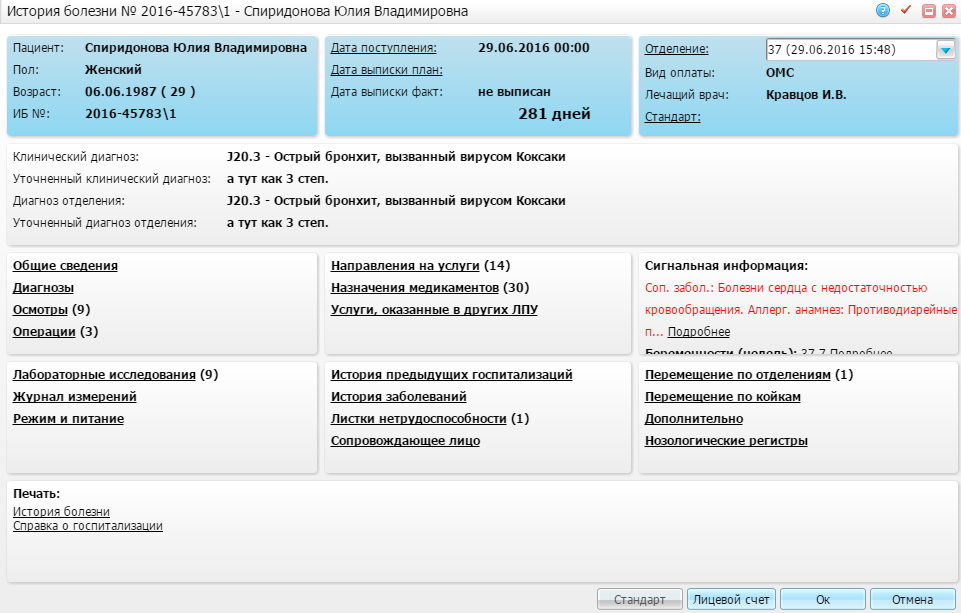 История болезни № 2016-45783\1 - Спиридонова Юлия Владимировна
Пациент: Спиридонова Юлия Владимировна
Пол: Женский
Возраст: 06.06.1987 ( 29 )
ИБ №: 2016-45783\1
Дата поступления: 29.06.2016 00:00
Дата выписки план:
Дата выписки факт: не выписан
281 дней
Отделение: 37 (29.06.2016 15:48)
Вид оплаты: ОМС
Лечащий врач: Кравцов И.В.
Стандарт:
Клинический диагноз: J20.3 - Острый бронхит, вызванный вирусом Коксаки
Уточненный клинический диагноз: а тут как 3 степ.
Диагноз отделения: J20.3 - Острый бронхит, вызванный вирусом Коксаки
Уточненный диагноз отделения: а тут как 3 степ.
Общие сведения
Диагнозы
Осмотры (9)
Операции (3)
Направления на услуги (14)
Назначения медикаментов (30)
Услуги, оказанные в других ЛПУ
Сигнальная информация:
Соп. забол.: Болезни сердца с недостаточностью
кровообращения. Аллерг. анамнез: Противодиарейные
п... Подробнее
Беременности (недель): 37.7 Подробнее
Лабораторные исследования (9)
Журнал измерений
Режим и питание
История предыдущих госпитализаций
История заболеваний
Листки нетрудоспособности (1)
Сопровождающее лицо
Перемещение по отделениям (1)
Перемещение по койкам
Дополнительно
Нозологические регистры
Печать:
История болезни
Справка о госпитализации
Стандарт Лицевой счет Ок Отмена